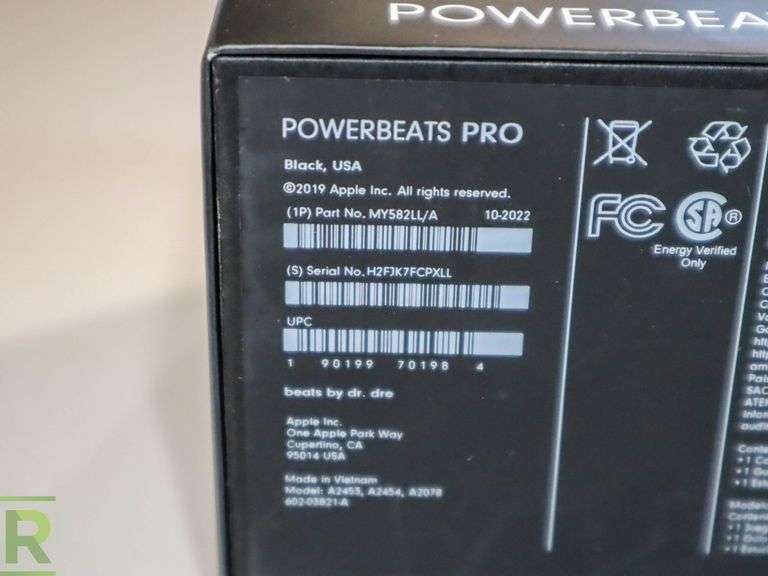 POWERBEATS
POWERBEATS PRO
Black, USA
©2019 Apple Inc. All rights reserved.
(1P) Part No. MY582LL/A 10-2022
(S) Serial No. H2FJK7FCPXLL
UPC
1 90199 70198 4
beats by dr. dre
Apple Inc.
One Apple Park Way
Cupertino, CA
95014 USA
Made in Vietnam
Model: A2453, A2454, A2078
602-03821-A
FC
SA ®
Energy Verified
Only
R